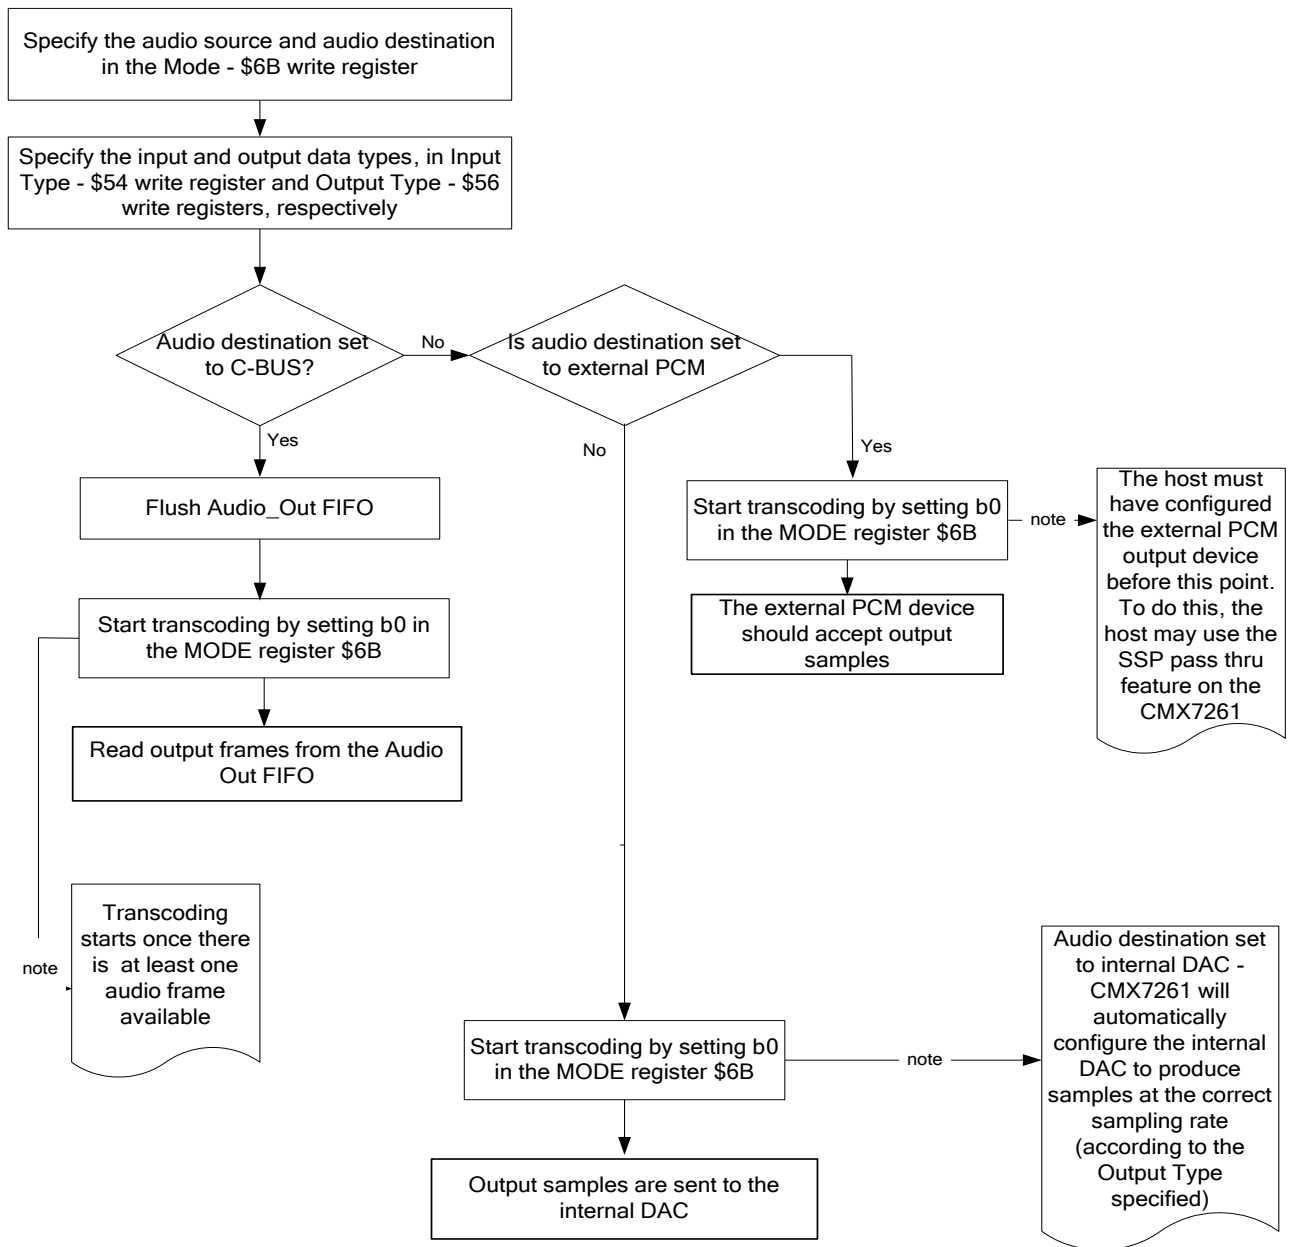 Specify the audio source and audio destination
in the Mode - $6B write register
Specify the input and output data types, in Input
Type - $54 write register and Output Type - $56
write registers, respectively
Audio destination set
to C-BUS?
No
Is audio destination set
to external PCM
Yes
No
Yes
Flush Audio_Out FIFO
Start transcoding by setting b0
in the MODE register $6B
note
The host must
have configured
the external PCM
output device
before this point.
To do this, the
host may use the
SSP pass thru
feature on the
CMX7261
Start transcoding by setting b0 in
the MODE register $6B
The external PCM device
should accept output
samples
Read output frames from the Audio
Out FIFO
note
Transcoding
starts once there
is at least one
audio frame
available
Start transcoding by setting b0
in the MODE register $6B
note
Audio destination set
to internal DAC -
CMX7261 will
automatically
configure the internal
DAC to produce
samples at the correct
sampling rate
(according to the
Output Type
specified)
Output samples are sent to the
internal DAC